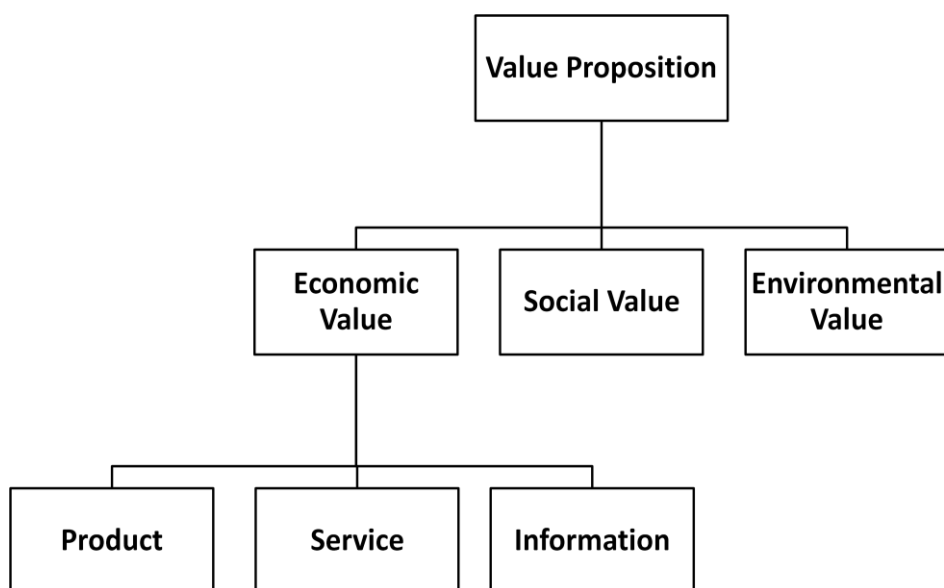 Value Proposition
Economic
Value
Social Value
Environmental
Value
Product
Service
Information